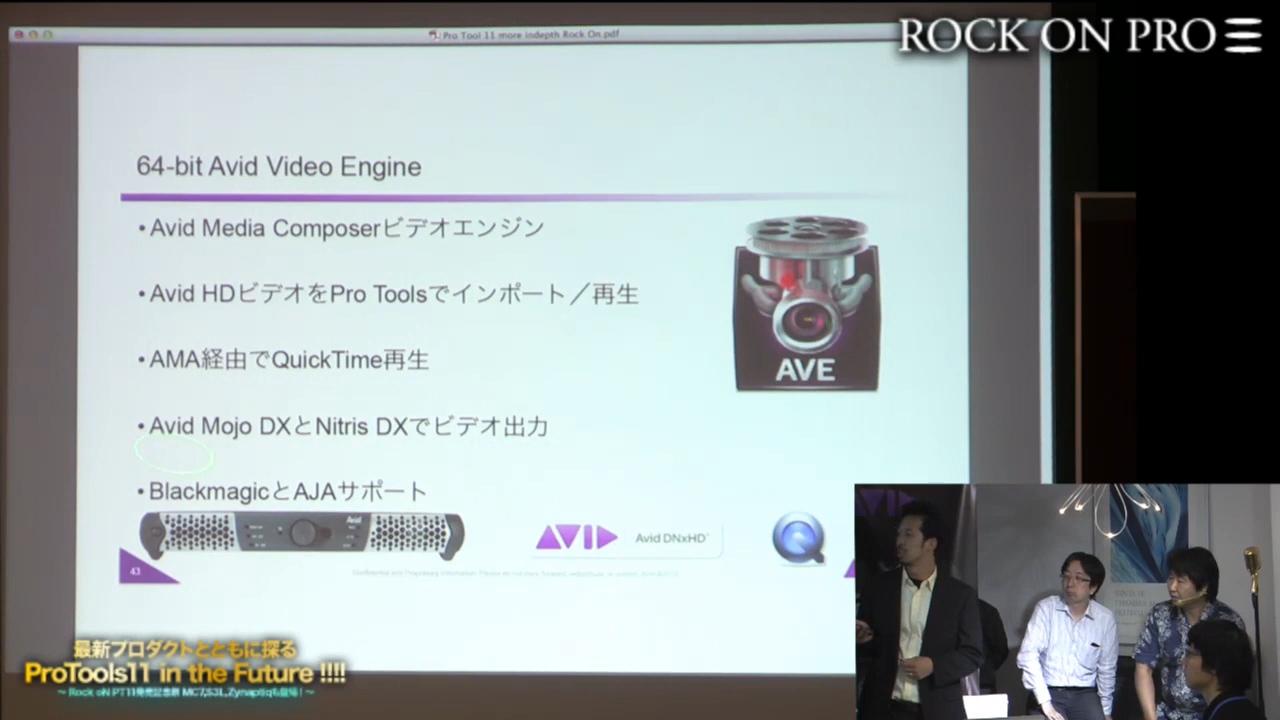 Pro Tool 11 more indepth Rock On.pdf
ROCK ON PRO
64-bit Avid Video Engine
•Avid Media Composerビデオエンジン
•Avid HDビデオをPro Toolsでインポート／再生
•AMA経由でQuickTime再生
•Avid Mojo DXとNitris DXでビデオ出力
•BlackmagicとAJAサポート
AVE
Avid
AVID
Avid DNxHD
43
最新プロダクトとともに探る
ProTools11 in the Future !!!!